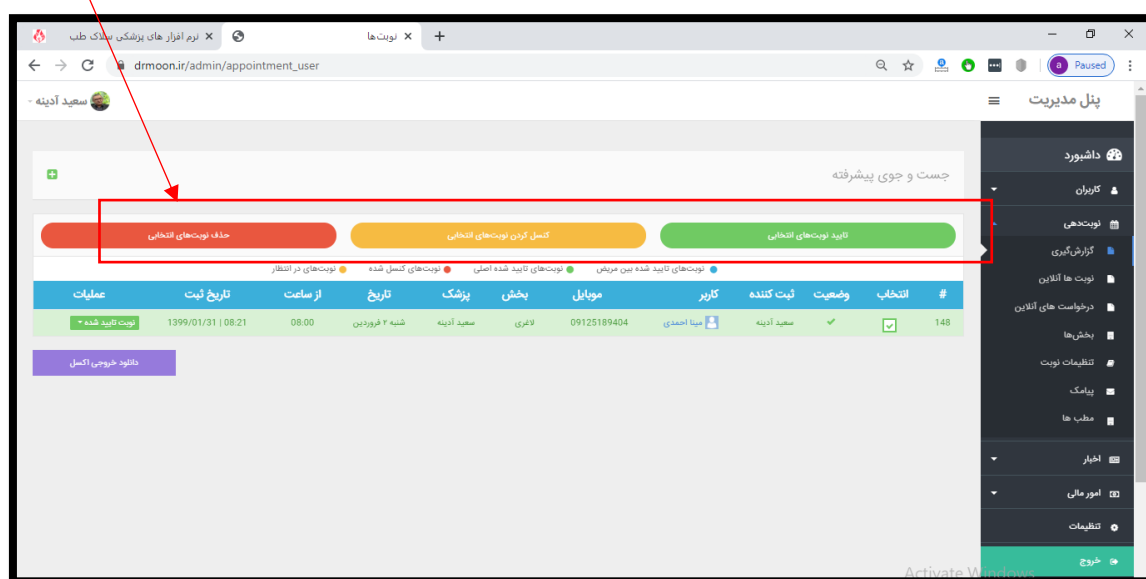 نرم افزار های پزشکی سلاک طب
نوبت ها
drmoon.ir/admin/appointment_user
a Paused
پنل مدیریت
سعید آدینه
داشبورد
کاربران
نوبت‌دهی
گزارش‌گیری
نوبت ها آنلاین
درخواست های آنلاین
بخش‌ها
تنظیمات نوبت
پیامک
مطب ها
اخبار
امور مالی
تنظیمات
خروج
جست و جوی پیشرفته
تایید نوبت‌های انتخابی کنسل کردن نوبت‌های انتخابی حذف نوبت‌های انتخابی
نوبت‌های تایید شده بین مریض نوبت‌های تایید شده اصلی نوبت‌های کنسل شده نوبت‌های در انتظار
# انتخاب وضعیت ثبت کننده کاربر موبایل بخش پزشک تاریخ از ساعت تاریخ ثبت عملیات
148 سعید آدینه مینا احمدی 09125189404 لاغری سعید آدینه شنبه ۲ فروردین 08:00 1399/01/31 | 08:21 نوبت تایید شده
دانلود خروجی اکسل
Activate Windows